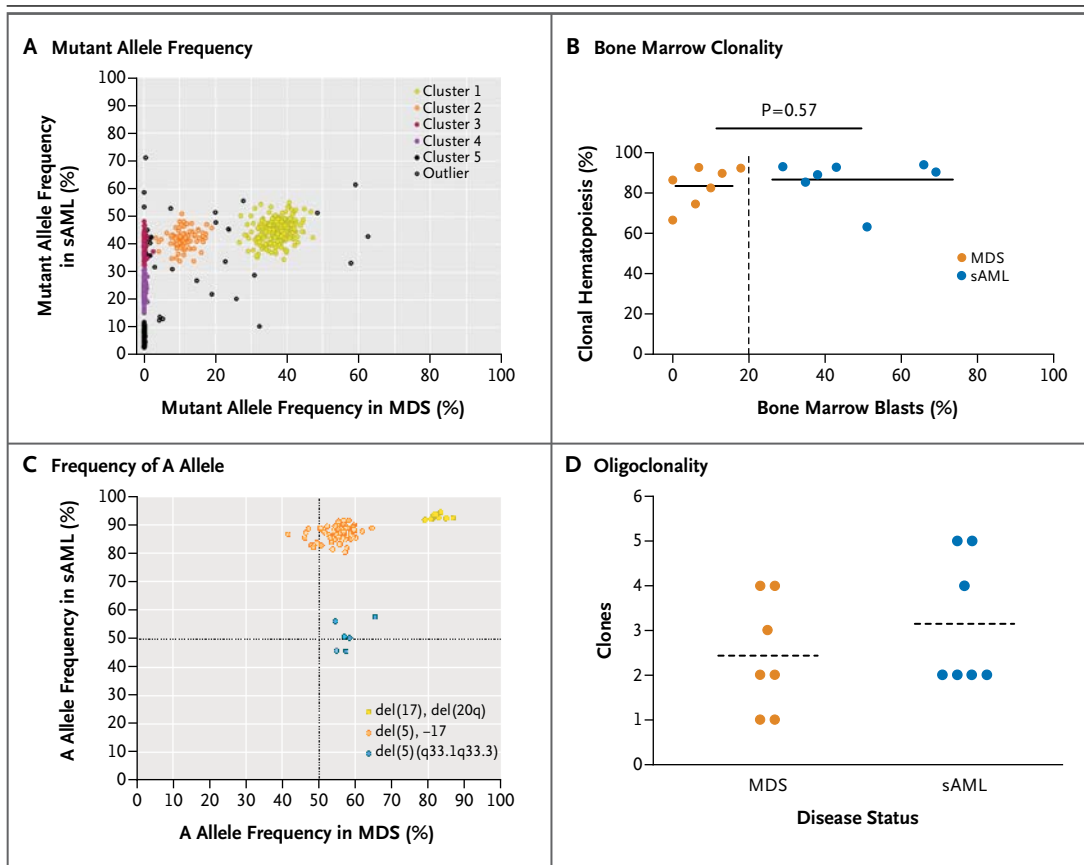 A Mutant Allele Frequency
Mutant Allele Frequency
in sAML (%)
100
90
80
70
60
50
40
30
20
10
0
Cluster 1
Cluster 2
Cluster 3
Cluster 4
Cluster 5
Outlier
0 20 40 60 80 100
Mutant Allele Frequency in MDS (%)
B Bone Marrow Clonality
P=0.57
Clonal Hematopoiesis (%)
100
80
60
40
20
0
MDS
sAML
0 20 40 60 80 100
Bone Marrow Blasts (%)
C Frequency of A Allele
A Allele Frequency in sAML (%)
100
90
80
70
60
50
40
30
20
10
0
del(17), del(20q)
del(5), −17
del(5)(q33.1q33.3)
0 10 20 30 40 50 60 70 80 90 100
A Allele Frequency in MDS (%)
D Oligoclonality
Clones
6
5
4
3
2
1
0
MDS sAML
Disease Status